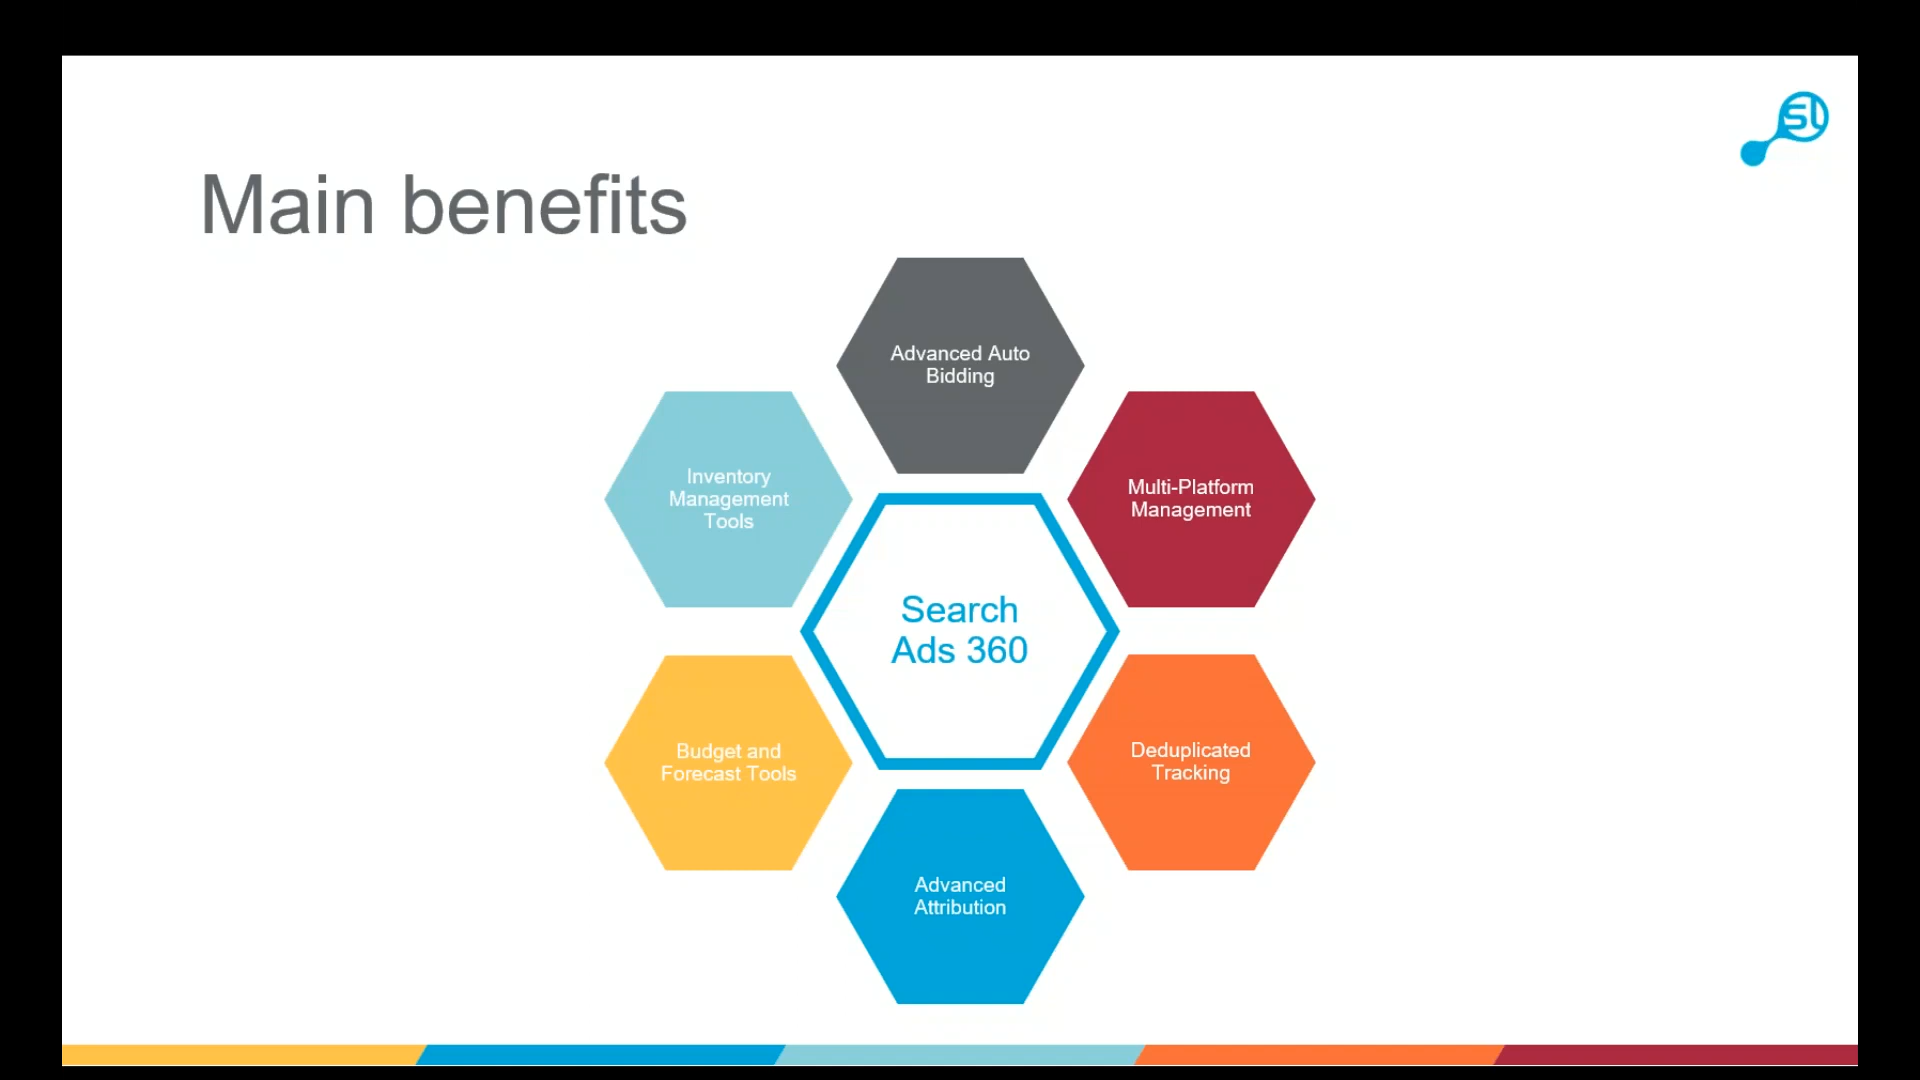 SL
Main benefits
Advanced Auto
Bidding
Inventory
Management
Tools
Multi-Platform
Management
Search
Ads 360
Budget and
Forecast Tools
Deduplicated
Tracking
Advanced
Attribution